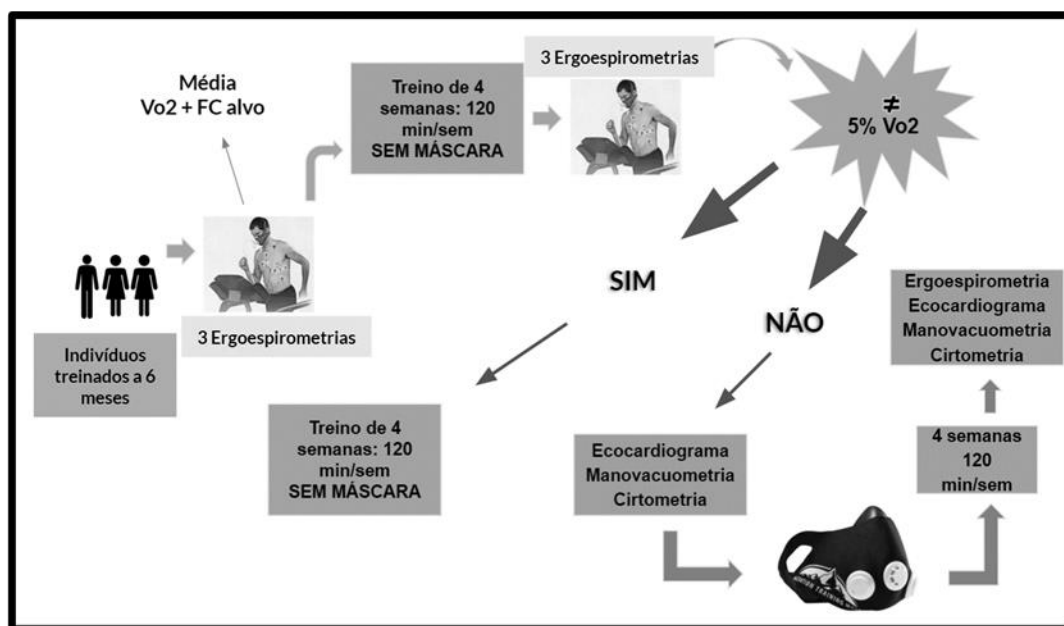 Média
Vo2 + FC alvo
Treino de 4
semanas: 120
min/sem
SEM MÁSCARA
3 Ergoespirometrias
≠
5% Vo2
3 Ergoespirometrias
Indivíduos
treinados a 6
meses
SIM
NÃO
Treino de 4
semanas: 120
min/sem
SEM MÁSCARA
Ecocardiograma
Manovacuometria
Cirtometria
4 semanas
120
min/sem
Ergoespirometria
Ecocardiograma
Manovacuometria
Cirtometria
TRAINING